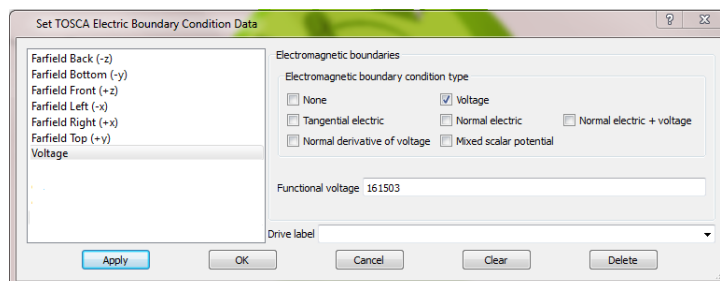 Set TOSCA Electric Boundary Condition Data
Farfield Back (-z)
Farfield Bottom (-y)
Farfield Front (+z)
Farfield Left (-x)
Farfield Right (+x)
Farfield Top (+y)
Voltage
Electromagnetic boundaries
Electromagnetic boundary condition type
None Voltage
Tangential electric Normal electric Normal electric + voltage
Normal derivative of voltage Mixed scalar potential
Functional voltage 161503
Drive label
Apply OK Cancel Clear Delete